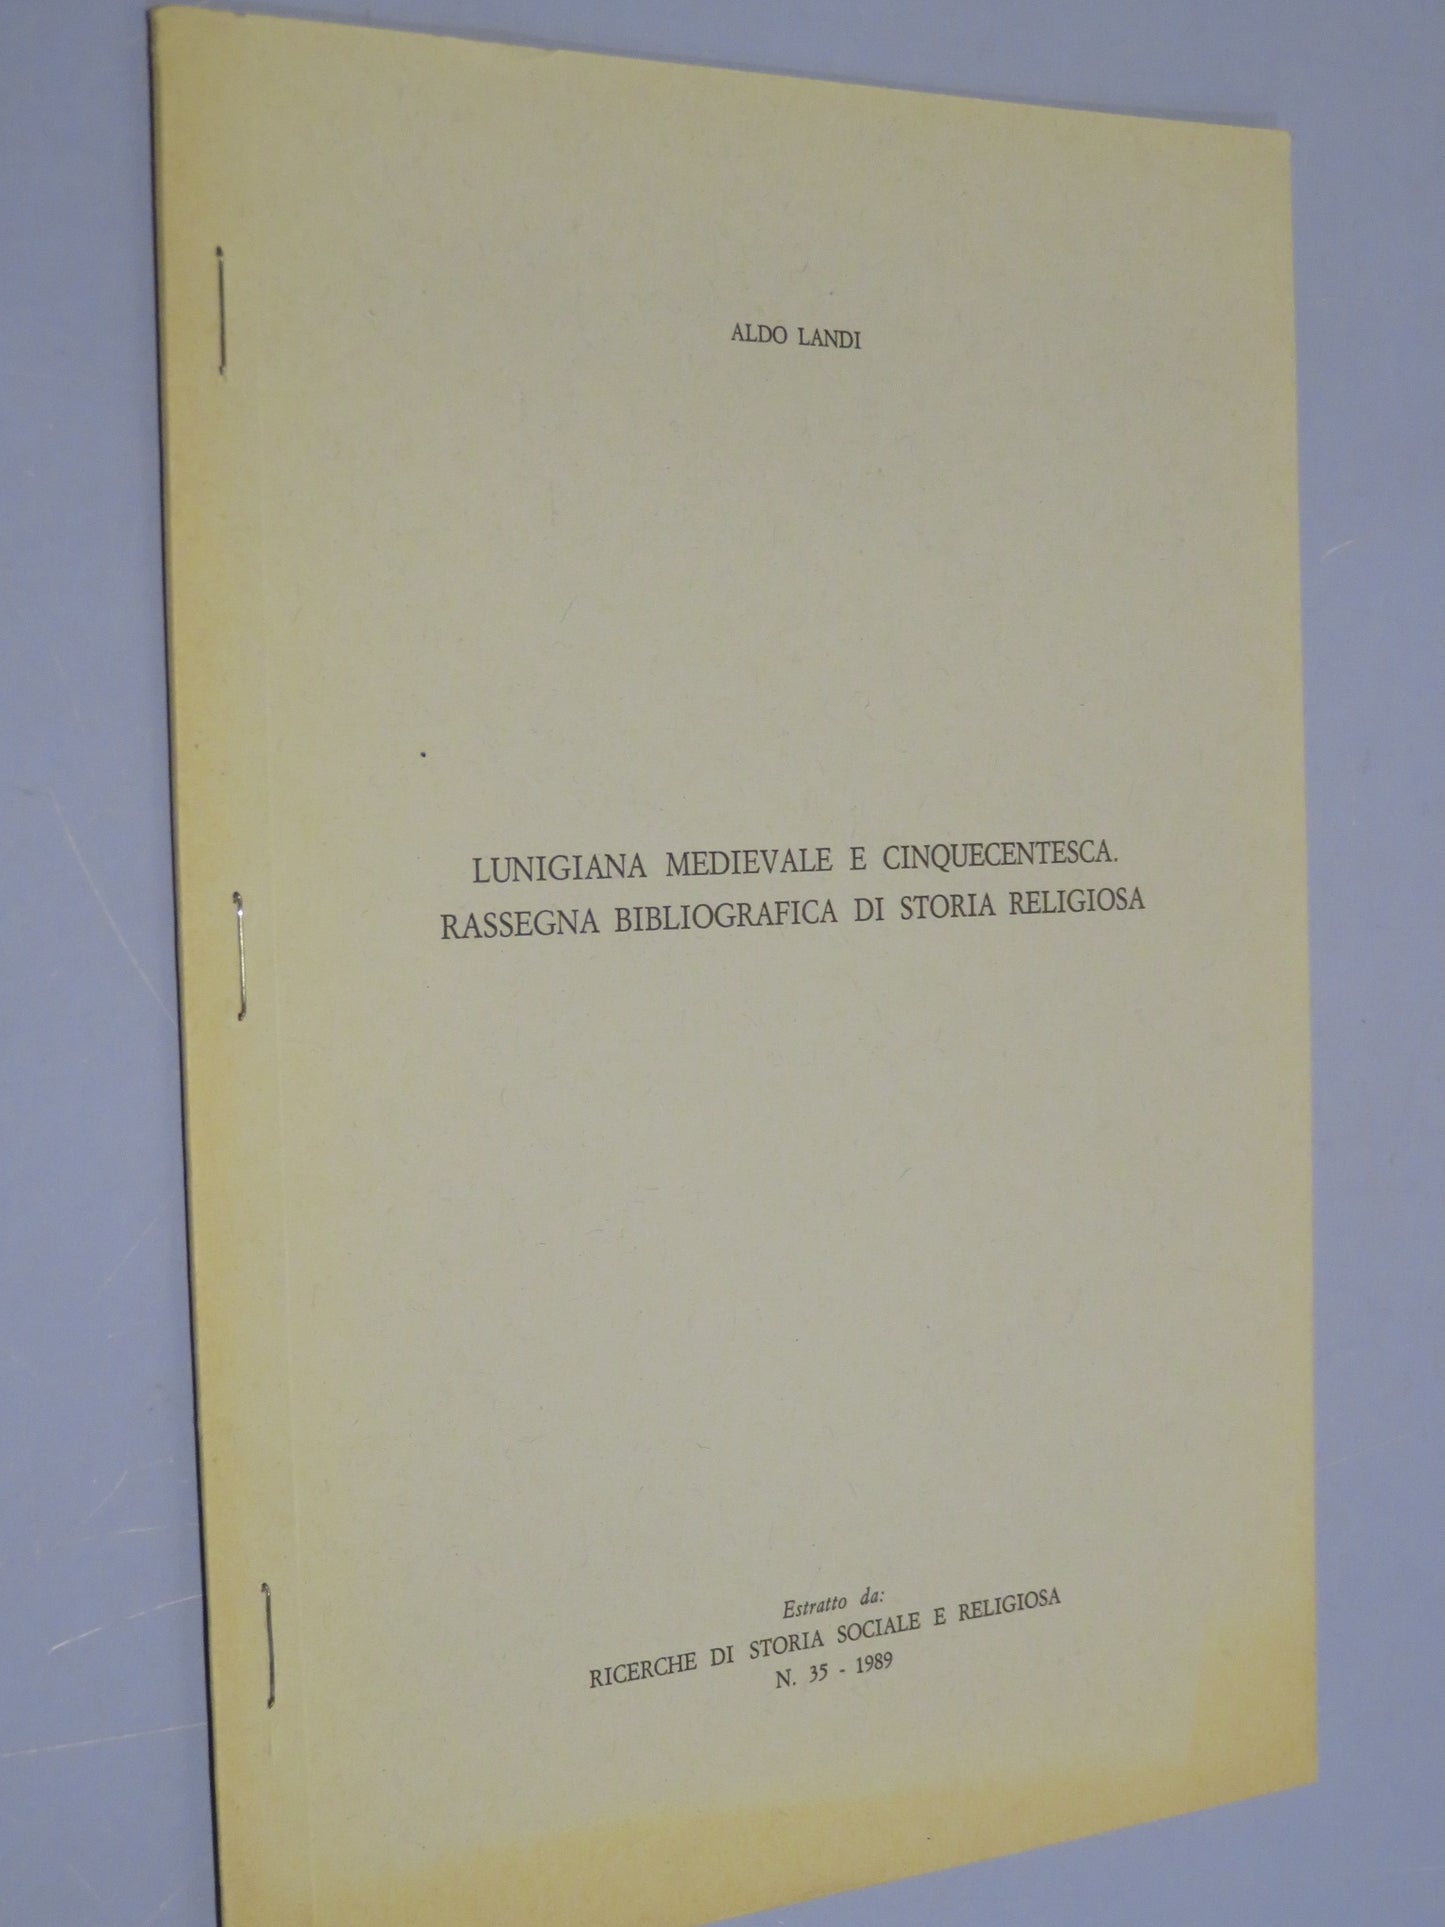 ALDO LANDI
LUNIGIANA MEDIEVALE E CINQUECENTESCA.
RASSEGNA BIBLIOGRAFICA DI STORIA RELIGIOSA
Estratto da:
RICERCHE DI STORIA SOCIALE E RELIGIOSA
N. 35 - 1989